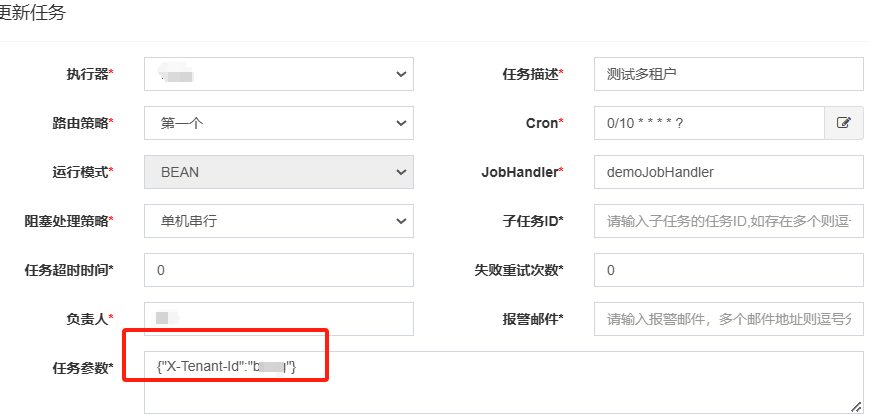 更新任务
执行器* 任务描述* 测试多租户
路由策略* 第一个 Cron* 0/10 * * * * ?
运行模式* BEAN JobHandler* demoJobHandler
阻塞处理策略* 单机串行 子任务ID* 请输入子任务的任务ID,如存在多个则逗
任务超时时间* 0 失败重试次数* 0
负责人* 报警邮件* 请输入报警邮件，多个邮件地址则逗号分
任务参数* {"X-Tenant-Id":" "}